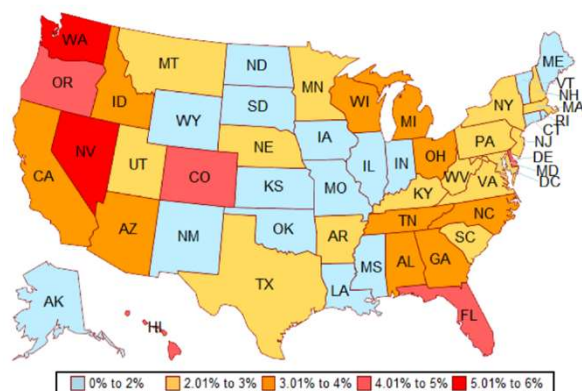 WA
MT
ND
MN
ME
OR
ID
SD
WI
MI
NY
VT
NH
MA
WY
IA
NE
PA
RI
CT
NJ
NV
UT
CO
IL
IN
OH
DE
MD
DC
CA
KS
MO
WV
VA
KY
AZ
NM
OK
AR
TN
NC
SC
TX
LA
MS
AL
GA
AK
HI
FL
0% to 2%
2.01% to 3%
3.01% to 4%
4.01% to 5%
5.01% to 6%